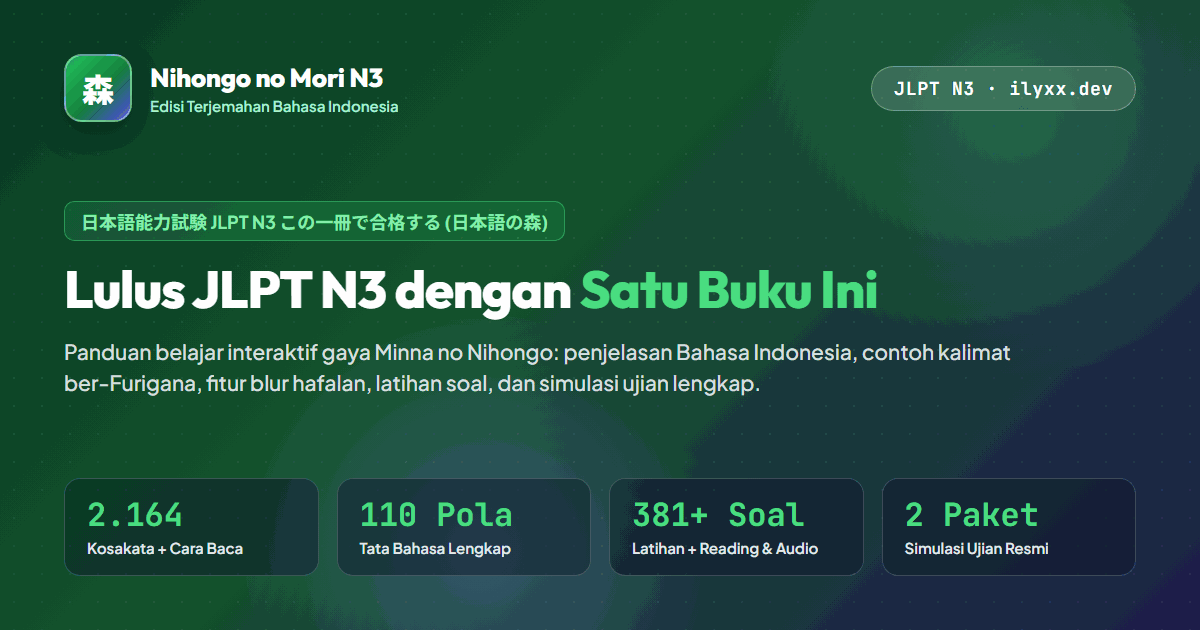 森
Nihongo no Mori N3
Edisi Terjemahan Bahasa Indonesia
JLPT N3 · ilyxx.dev
日本語能力試験 JLPT N3 この一冊で合格する (日本語の森)
Lulus JLPT N3 dengan Satu Buku Ini
Panduan belajar interaktif gaya Minna no Nihongo: penjelasan Bahasa Indonesia, contoh kalimat
ber-Furigana, fitur blur hafalan, latihan soal, dan simulasi ujian lengkap.
2.164
Kosakata + Cara Baca
110 Pola
Tata Bahasa Lengkap
381+ Soal
Latihan + Reading & Audio
2 Paket
Simulasi Ujian Resmi